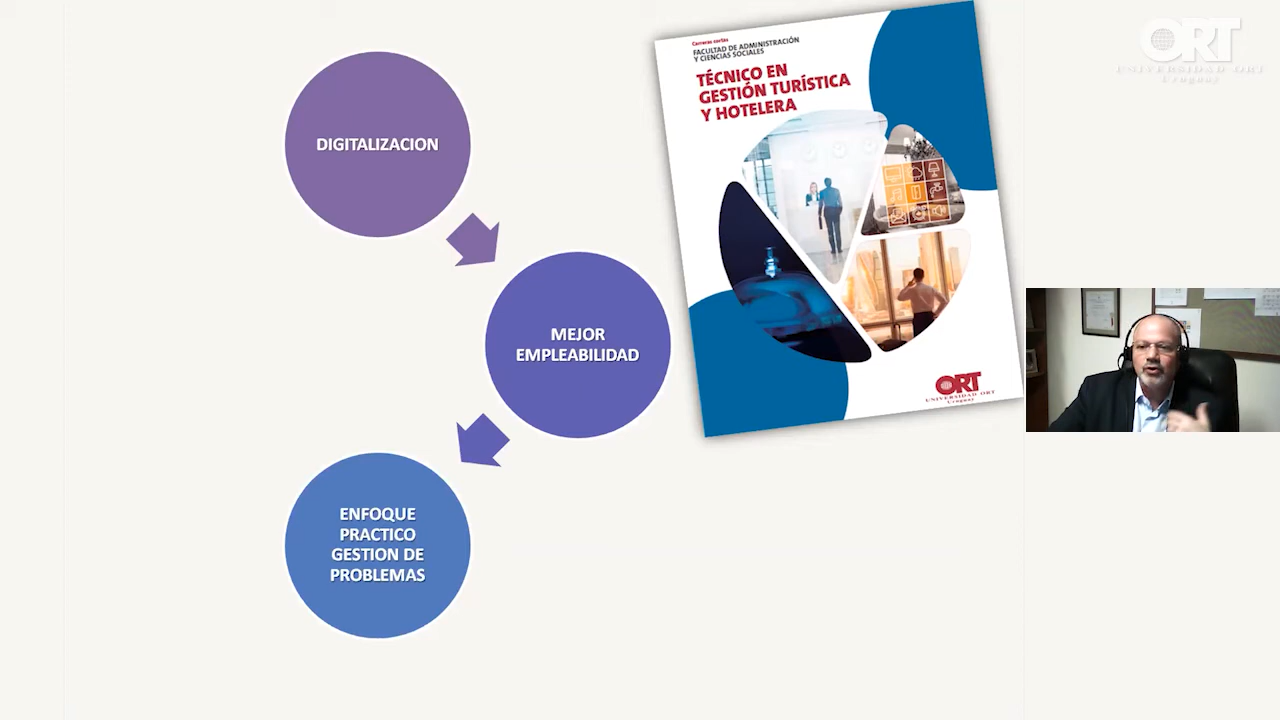 DIGITALIZACION
MEJOR
EMPLEABILIDAD
ENFOQUE
PRACTICO
GESTION DE
PROBLEMAS
Carreras cortas
FACULTAD DE ADMINISTRACIÓN
Y CIENCIAS SOCIALES
TÉCNICO EN
GESTIÓN TURÍSTICA
Y HOTELERA
ORT
UNIVERSIDAD ORT
Uruguay
ORT
UNIVERSIDAD ORT
Uruguay